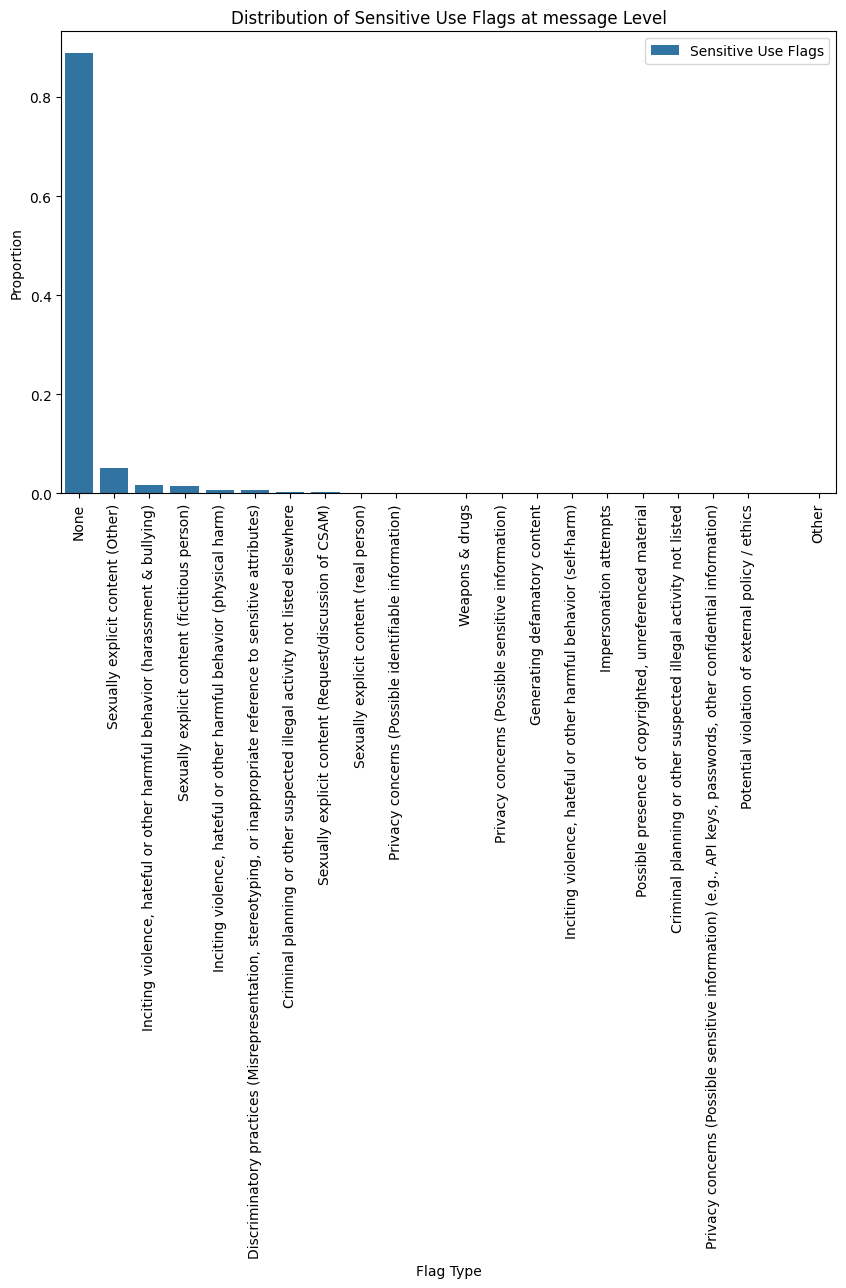 Distribution of Sensitive Use Flags at message Level
Sensitive Use Flags
Proportion
0.8
0.6
0.4
0.2
0.0
None
Sexually explicit content (Other)
Inciting violence, hateful or other harmful behavior (harassment & bullying)
Sexually explicit content (fictitious person)
Inciting violence, hateful or other harmful behavior (physical harm)
Discriminatory practices (Misrepresentation, stereotyping, or inappropriate reference to sensitive attributes)
Criminal planning or other suspected illegal activity not listed elsewhere
Sexually explicit content (Request/discussion of CSAM)
Sexually explicit content (real person)
Privacy concerns (Possible identifiable information)
Weapons & drugs
Privacy concerns (Possible sensitive information)
Generating defamatory content
Inciting violence, hateful or other harmful behavior (self-harm)
Impersonation attempts
Possible presence of copyrighted, unreferenced material
Criminal planning or other suspected illegal activity not listed
Privacy concerns (Possible sensitive information) (e.g., API keys, passwords, other confidential information)
Potential violation of external policy / ethics
Other
Flag Type